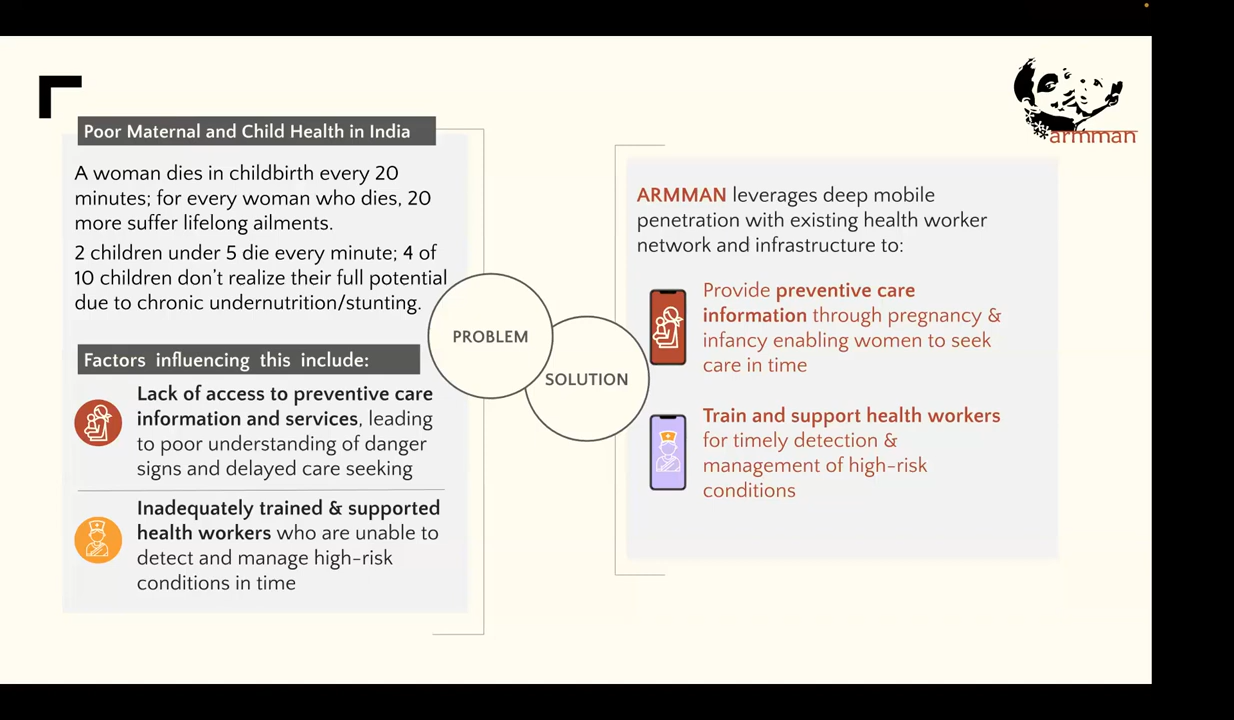 armman
Poor Maternal and Child Health in India
A woman dies in childbirth every 20
minutes; for every woman who dies, 20
more suffer lifelong ailments.
2 children under 5 die every minute; 4 of
10 children don't realize their full potential
due to chronic undernutrition/stunting.
Factors influencing this include:
Lack of access to preventive care
information and services, leading
to poor understanding of danger
signs and delayed care seeking
Inadequately trained & supported
health workers who are unable to
detect and manage high-risk
conditions in time
PROBLEM
SOLUTION
ARMMAN leverages deep mobile
penetration with existing health worker
network and infrastructure to:
Provide preventive care
information through pregnancy &
infancy enabling women to seek
care in time
Train and support health workers
for timely detection &
management of high-risk
conditions